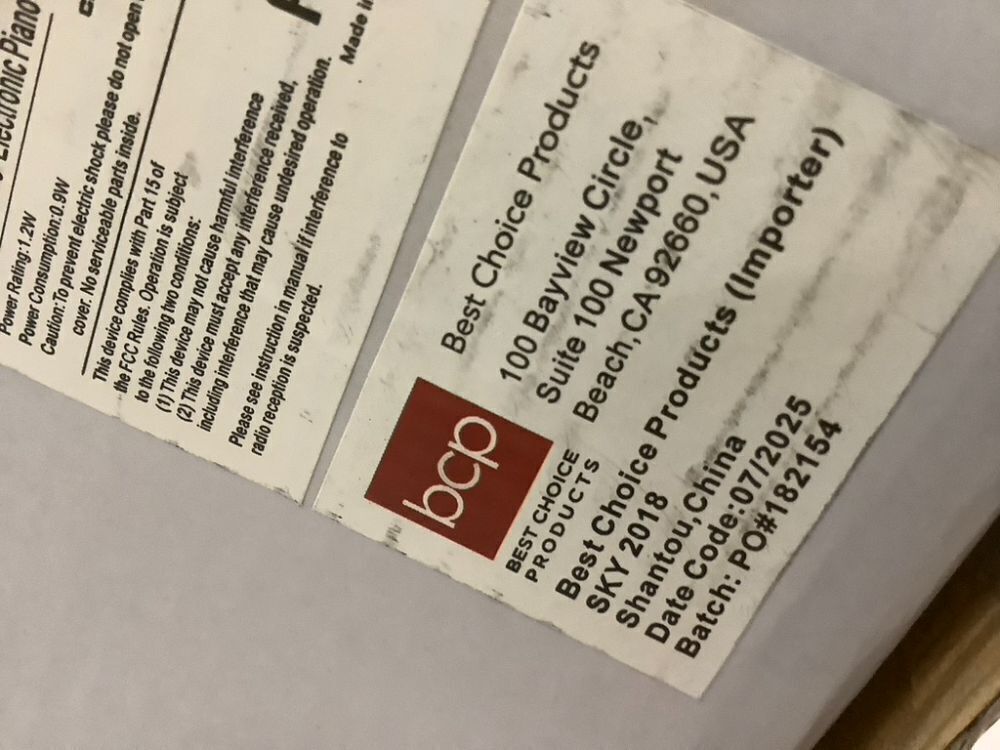 Electronic Piano
Power Rating:1.2W
Power Consumption:0.9W
Caution:To prevent electric shock please do not open
cover. No serviceable parts inside.
This device complies with Part 15 of
the FCC Rules. Operation is subject
to the following two conditions:
(1) This device may not cause harmful interference
(2) This device must accept any interference received,
including interference that may cause undesired operation.
Please see instruction in manual if interference to
radio reception is suspected.
Made in
bcp
BEST CHOICE
PRODUCTS
Best Choice Products
100 Bayview Circle,
Suite 100 Newport
Beach, CA 92660, USA
Best Choice Products (Importer)
SKY 2018
Shantou, China
Date Code:07/2025
Batch: PO#182154